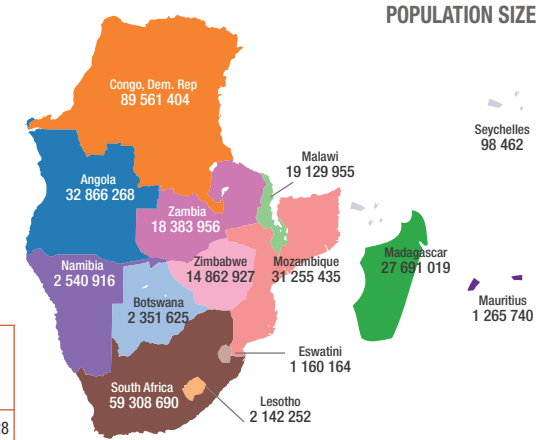 POPULATION SIZE
Congo, Dem. Rep
89 561 404
Seychelles
98 462
Malawi
19 129 955
Angola
32 866 268
Zambia
18 383 956
Madagascar
27 691 019
Namibia
2 540 916
Zimbabwe
14 862 927
Mozambique
31 255 435
Botswana
2 351 625
Mauritius
1 265 740
Eswatini
1 160 164
South Africa
59 308 690
Lesotho
2 142 252
28